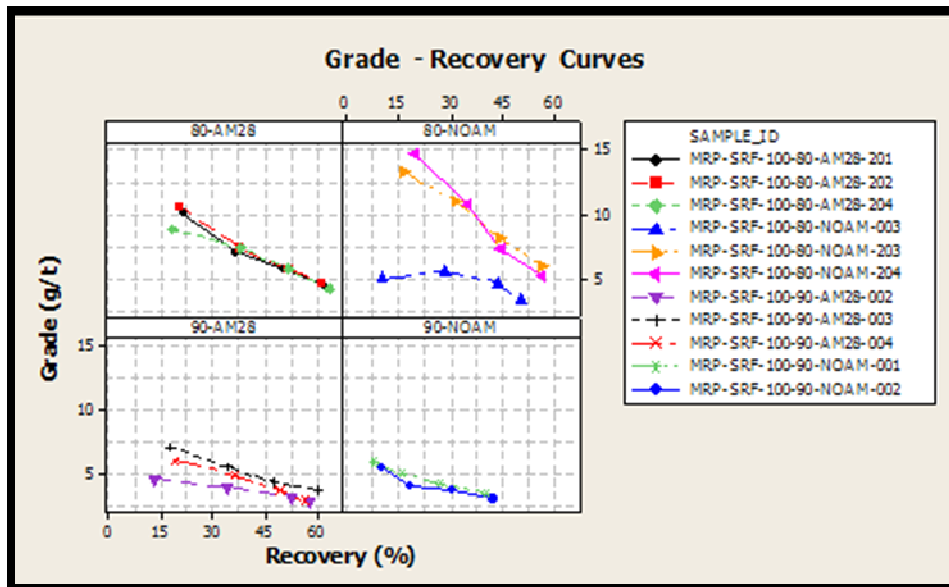 Grade - Recovery Curves
0 15 30 45 60
80-AM28 80-NOAM
15
10
5
90-AM28 90-NOAM
15
10
5
0 15 30 45 60
Grade (g/t)
Recovery (%)
SAMPLE_ID
MRP-SRF-100-80-AM28-201
MRP-SRF-100-80-AM28-202
MRP-SRF-100-80-AM28-204
MRP-SRF-100-80-NOAM-003
MRP-SRF-100-80-NOAM-203
MRP-SRF-100-80-NOAM-204
MRP-SRF-100-90-AM28-002
MRP-SRF-100-90-AM28-003
MRP-SRF-100-90-AM28-004
MRP-SRF-100-90-NOAM-001
MRP-SRF-100-90-NOAM-002